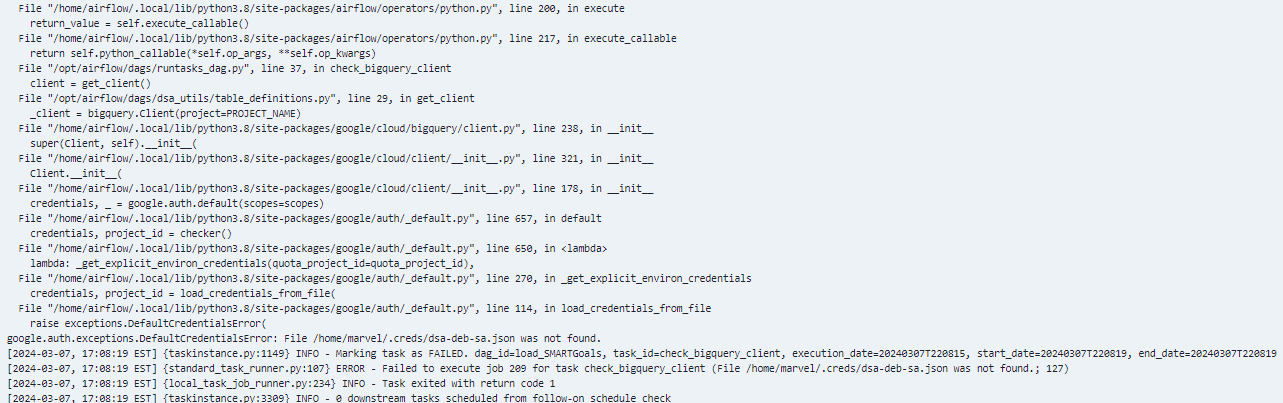 File "/home/airflow/.local/lib/python3.8/site-packages/airflow/operators/python.py", line 200, in execute
return_value = self.execute_callable()
File "/home/airflow/.local/lib/python3.8/site-packages/airflow/operators/python.py", line 217, in execute_callable
return self.python_callable(*self.op_args, **self.op_kwargs)
File "/opt/airflow/dags/runtasks_dag.py", line 37, in check_bigquery_client
client = get_client()
File "/opt/airflow/dags/dsa_utils/table_definitions.py", line 29, in get_client
_client = bigquery.Client(project=PROJECT_NAME)
File "/home/airflow/.local/lib/python3.8/site-packages/google/cloud/bigquery/client.py", line 238, in __init__
super(Client, self).__init__(
File "/home/airflow/.local/lib/python3.8/site-packages/google/cloud/client/__init__.py", line 321, in __init__
Client.__init__(
File "/home/airflow/.local/lib/python3.8/site-packages/google/cloud/client/__init__.py", line 178, in __init__
credentials, _ = google.auth.default(scopes=scopes)
File "/home/airflow/.local/lib/python3.8/site-packages/google/auth/_default.py", line 657, in default
credentials, project_id = checker()
File "/home/airflow/.local/lib/python3.8/site-packages/google/auth/_default.py", line 650, in <lambda>
lambda: _get_explicit_environ_credentials(quota_project_id=quota_project_id),
File "/home/airflow/.local/lib/python3.8/site-packages/google/auth/_default.py", line 270, in _get_explicit_environ_credentials
credentials, project_id = load_credentials_from_file(
File "/home/airflow/.local/lib/python3.8/site-packages/google/auth/_default.py", line 114, in load_credentials_from_file
raise exceptions.DefaultCredentialsError(
google.auth.exceptions.DefaultCredentialsError: File /home/marvel/.creds/dsa-deb-sa.json was not found.
[2024-03-07, 17:08:19 EST] {taskinstance.py:1149} INFO - Marking task as FAILED. dag_id=load_SMARTGoals, task_id=check_bigquery_client, execution_date=20240307T220815, start_date=20240307T220819, end_date=20240307T220819
[2024-03-07, 17:08:19 EST] {standard_task_runner.py:107} ERROR - Failed to execute job 209 for task check_bigquery_client (File /home/marvel/.creds/dsa-deb-sa.json was not found.; 127)
[2024-03-07, 17:08:19 EST] {local_task_job_runner.py:234} INFO - Task exited with return code 1
[2024-03-07, 17:08:19 EST] {taskinstance.py:3309} INFO - 0 downstream tasks scheduled from follow-on schedule check